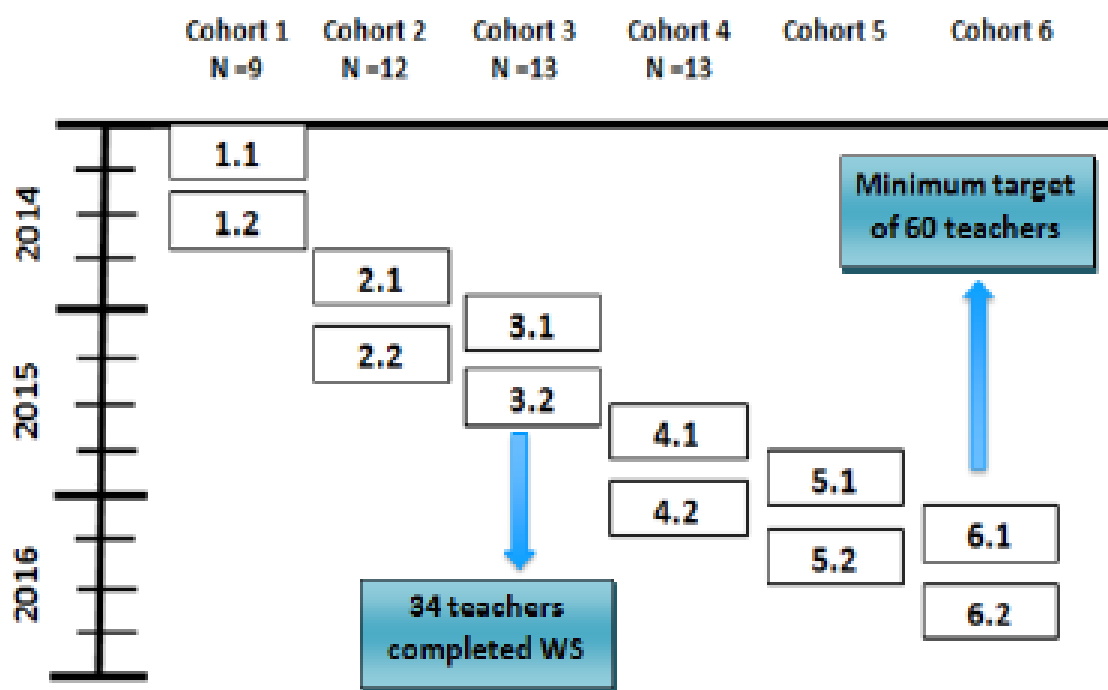 Cohort 1 Cohort 2 Cohort 3 Cohort 4 Cohort 5 Cohort 6
N =9 N =12 N =13 N =13
1.1
Minimum target
of 60 teachers
2014
1.2
2.1
3.1
2.2
2015
3.2
4.1
5.1
4.2
6.1
5.2
2016
34 teachers
completed WS
6.2